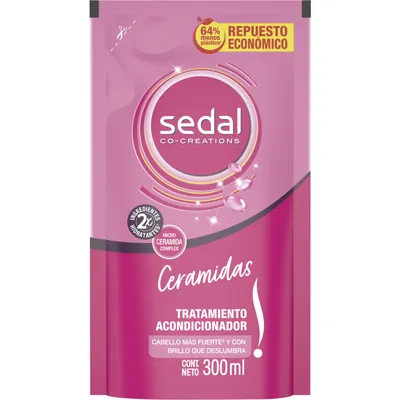 64%
menos
plástico*
REPUESTO
ECONÓMICO
sedal
CO-CREATIONS
INGREDIENTES
2x
HIDRATANTES*
MICRO
CERAMIDA
COMPLEX
Ceramidas
TRATAMIENTO
ACONDICIONADOR
CABELLO MÁS FUERTE† Y CON
BRILLO QUE DESLUMBRA
CONT.
NETO 300ml